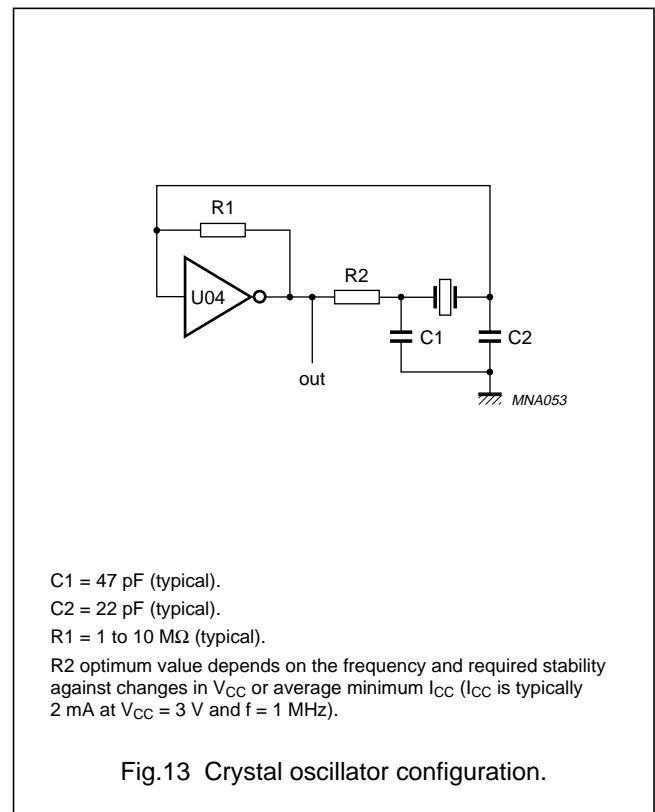 R1
R2
U04
C1
C2
out
MNA053
C1 = 47 pF (typical).
C2 = 22 pF (typical).
R1 = 1 to 10 MΩ (typical).
R2 optimum value depends on the frequency and required stability
against changes in VCC or average minimum ICC (ICC is typically
2 mA at VCC = 3 V and f = 1 MHz).
Fig.13 Crystal oscillator configuration.